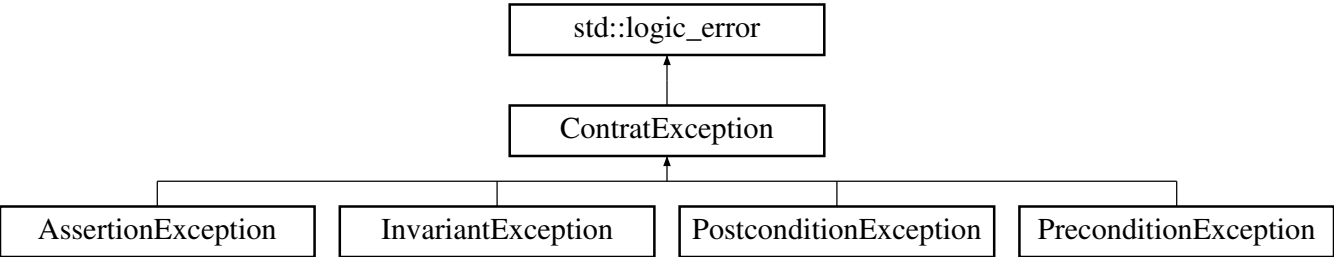 std::logic_error
ContratException
AssertionException
InvariantException
PostconditionException
PreconditionException